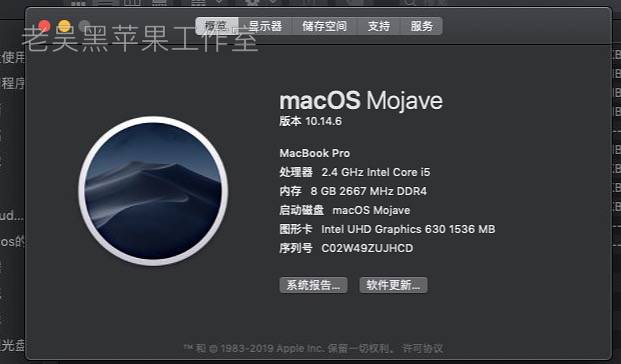 概览 显示器 储存空间 支持 服务
老吴黑苹果工作室
使用
程序
macOS Mojave
版本 10.14.6
MacBook Pro
处理器 2.4 GHz Intel Core i5
内存 8 GB 2667 MHz DDR4
启动磁盘 macOS Mojave
图形卡 Intel UHD Graphics 630 1536 MB
序列号 C02W49ZUJHCD
ud...
os的
系统报告... 软件更新...
光盘
™ 和 © 1983-2019 Apple Inc. 保留一切权利。 许可协议